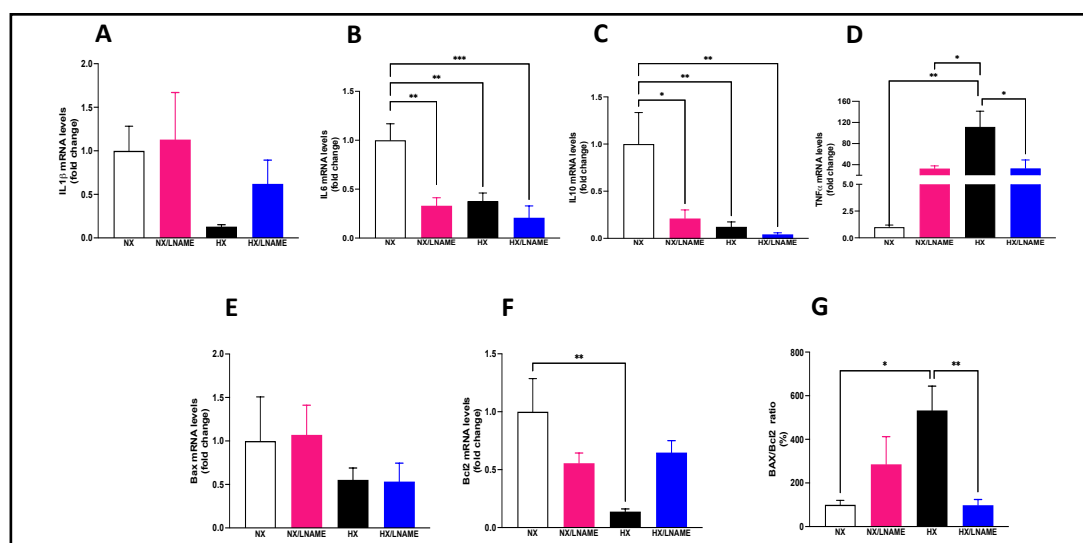 A
IL1β mRNA levels
(fold change)
2.0
1.5
1.0
0.5
0.0
NX
NX/LNAME
HX
HX/LNAME
B
IL6 mRNA levels
(fold change)
1.5
1.0
0.5
0.0
***
**
**
NX
NX/LNAME
HX
HX/LNAME
C
IL10 mRNA levels
(fold change)
1.5
1.0
0.5
0.0
**
**
*
NX
NX/LNAME
HX
HX/LNAME
D
TNFα mRNA levels
(fold change)
160
120
80
40
5.0
2.5
0.0
*
**
*
NX
NX/LNAME
HX
HX/LNAME
E
Bax mRNA levels
(fold change)
2.0
1.5
1.0
0.5
0.0
NX
NX/LNAME
HX
HX/LNAME
F
Bcl2 mRNA levels
(fold change)
1.5
1.0
0.5
0.0
**
NX
NX/LNAME
HX
HX/LNAME
G
BAX/Bcl2 ratio
(%)
800
600
400
200
0
*
**
NX
NX/LNAME
HX
HX/LNAME